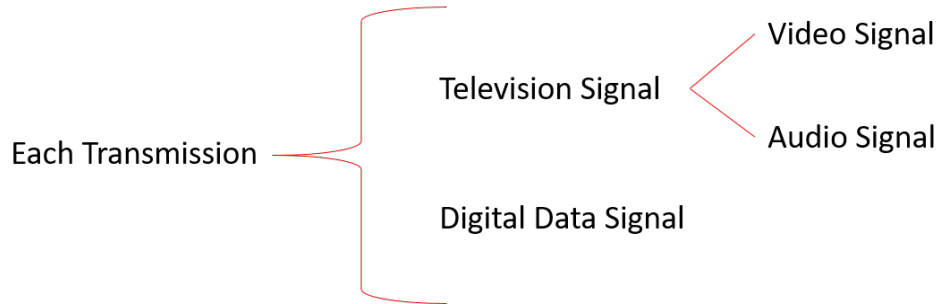 Video Signal
Television Signal
Audio Signal
Each Transmission
Digital Data Signal